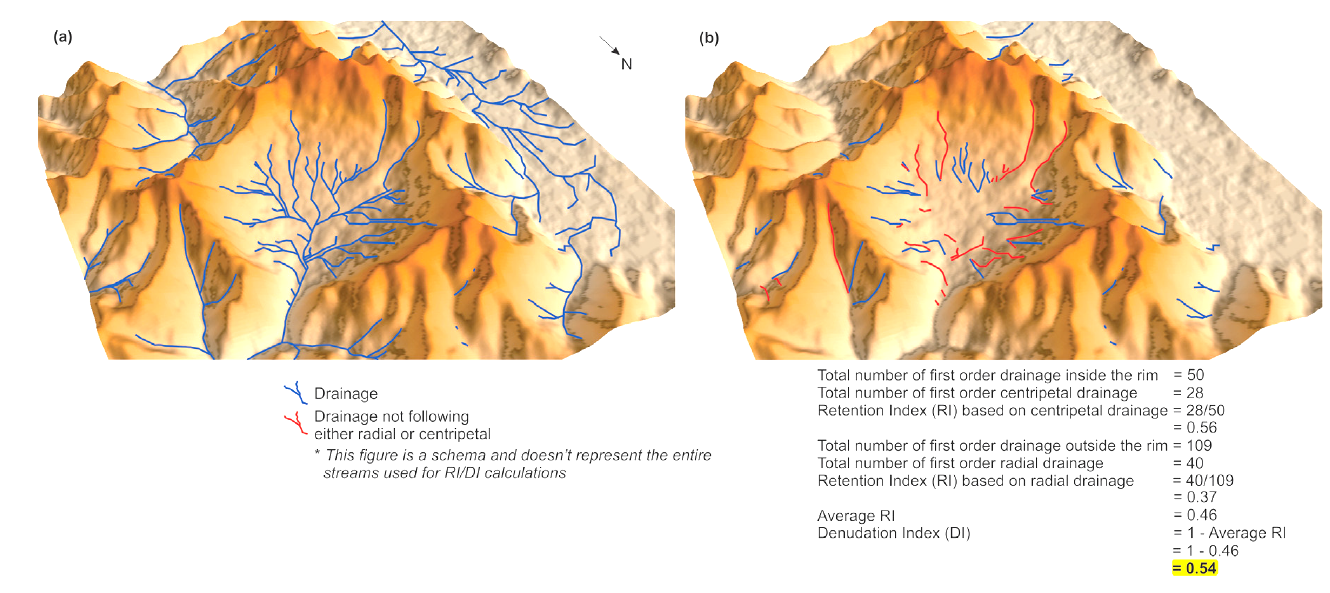 (a)
N
(b)
Drainage
Drainage not following
either radial or centripetal
* This figure is a schema and doesn't represent the entire
streams used for RI/DI calculations
Total number of first order drainage inside the rim = 50
Total number of first order centripetal drainage = 28
Retention Index (RI) based on centripetal drainage = 28/50
= 0.56
Total number of first order drainage outside the rim = 109
Total number of first order radial drainage = 40
Retention Index (RI) based on radial drainage = 40/109
= 0.37
Average RI = 0.46
Denudation Index (DI) = 1 - Average RI
= 1 - 0.46
= 0.54